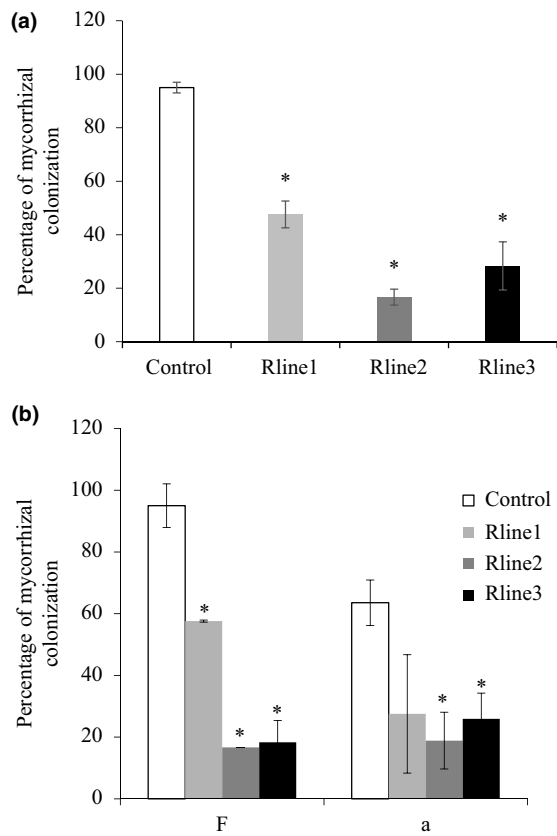 (a)
120
100
80
60
40
20
0
Percentage of mycorrhizal
colonization
*
*
*
Control Rline1 Rline2 Rline3
(b)
120
100
80
60
40
20
0
Percentage of mycorrhizal
colonization
Control
Rline1
Rline2
Rline3
*
*
*
*
*
F a